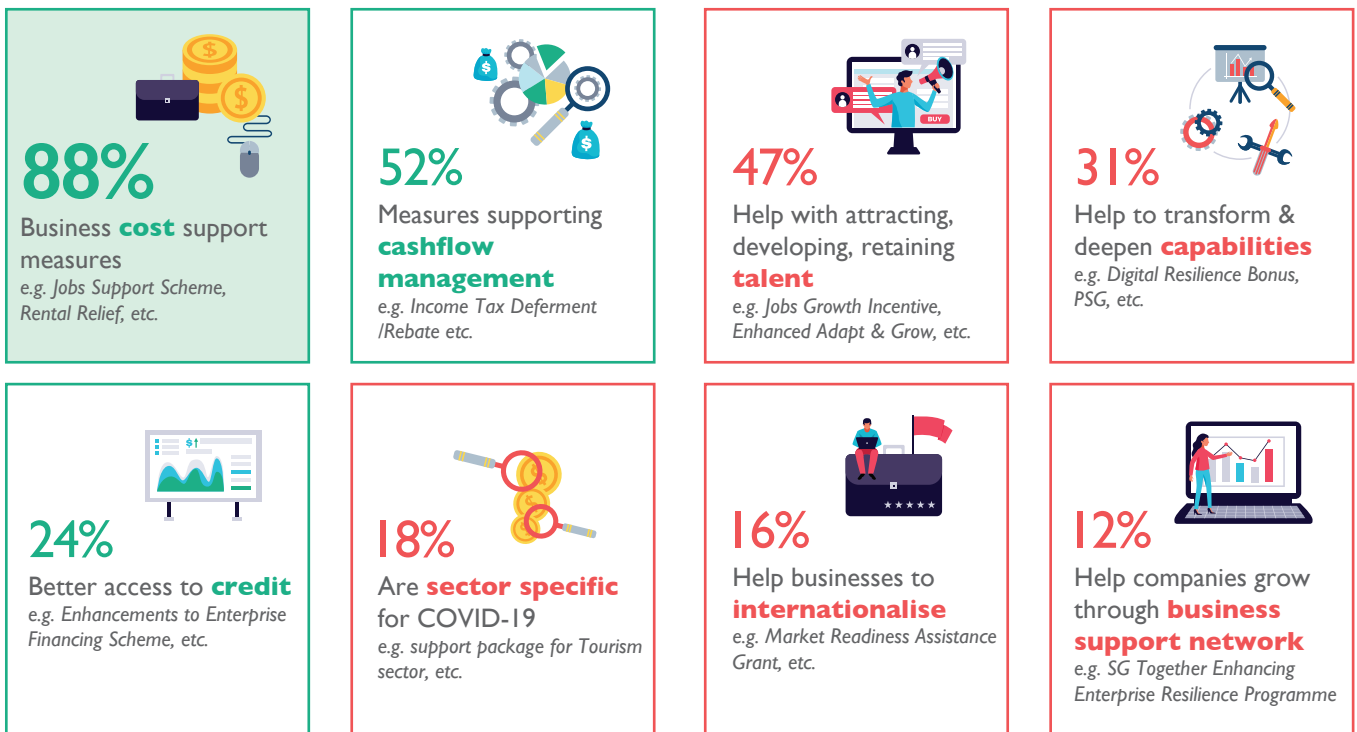 88%
Business cost support
measures
e.g. Jobs Support Scheme,
Rental Relief, etc.
52%
Measures supporting
cashflow
management
e.g. Income Tax Deferment
/Rebate etc.
BUY
47%
Help with attracting,
developing, retaining
talent
e.g. Jobs Growth Incentive,
Enhanced Adapt & Grow, etc.
31%
Help to transform &
deepen capabilities
e.g. Digital Resilience Bonus,
PSG, etc.
24%
Better access to credit
e.g. Enhancements to Enterprise
Financing Scheme, etc.
18%
Are sector specific
for COVID-19
e.g. support package for Tourism
sector, etc.
16%
Help businesses to
internationalise
e.g. Market Readiness Assistance
Grant, etc.
12%
Help companies grow
through business
support network
e.g. SG Together Enhancing
Enterprise Resilience Programme